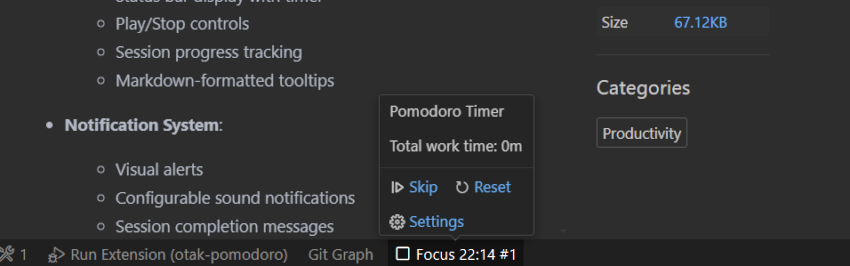 Status bar display with timer
Play/Stop controls
Session progress tracking
Markdown-formatted tooltips
Notification System:
Visual alerts
Configurable sound notifications
Session completion messages
Size 67.12KB
Categories
Productivity
Pomodoro Timer
Total work time: 0m
Skip Reset
Settings
1 Run Extension (otak-pomodoro) Git Graph Focus 22:14 #1